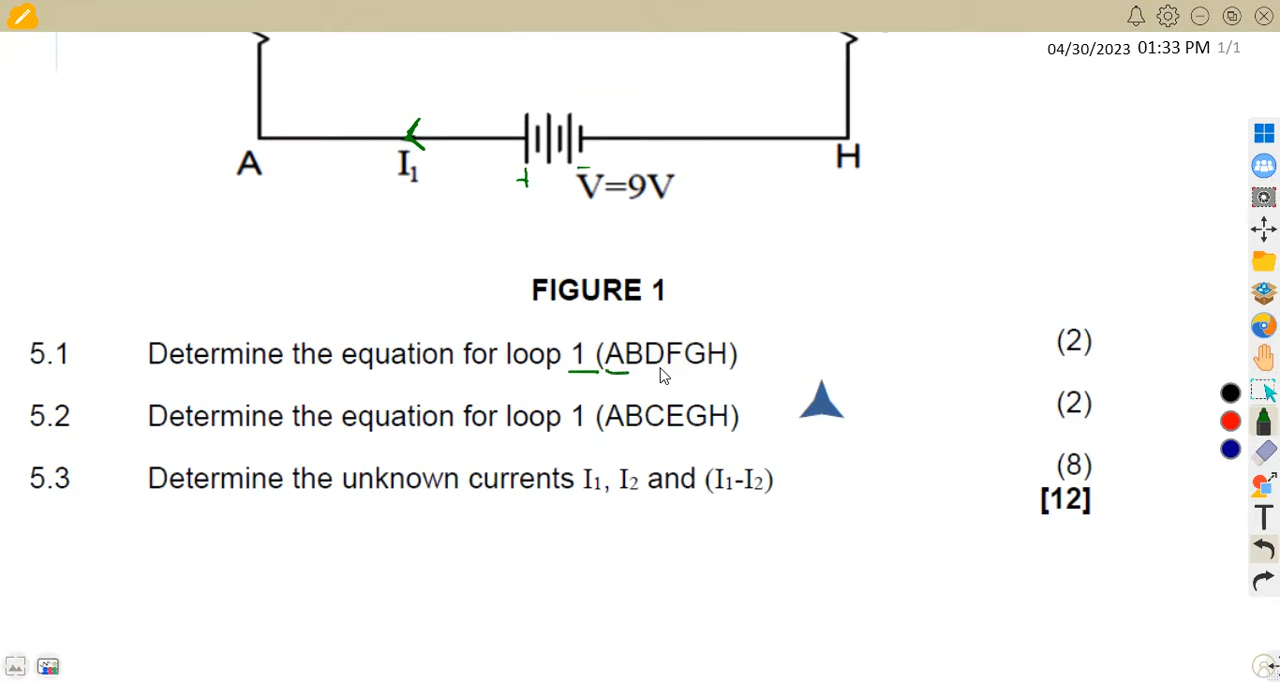 04/30/2023 01:33 PM 1/1
A
I1
+
-
V=9V
H
FIGURE 1
5.1 Determine the equation for loop 1 (ABDFGH) (2)
5.2 Determine the equation for loop 1 (ABCEGH) (2)
5.3 Determine the unknown currents I1, I2 and (I1-I2) (8)
[12]
T